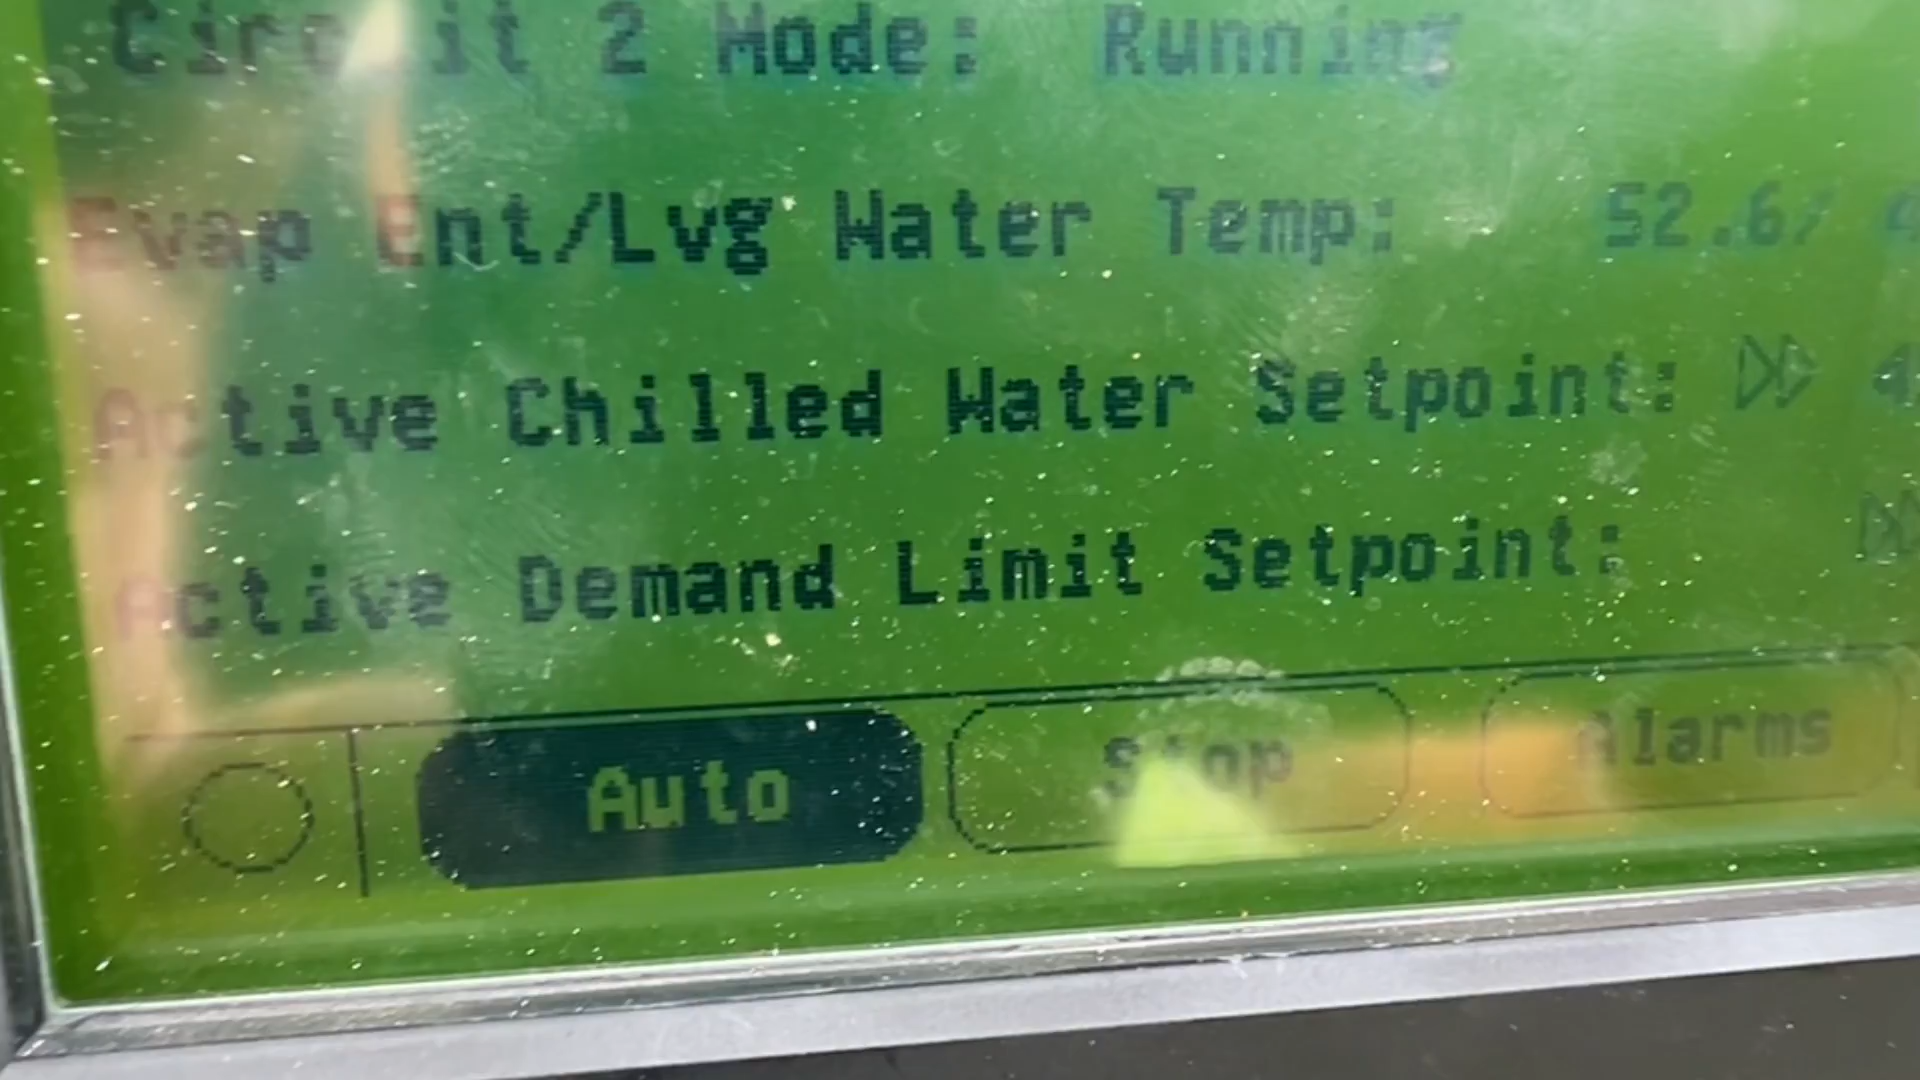 Circuit 2 Mode: Running
Evap Ent/Lvg Water Temp: 52.6/
Active Chilled Water Setpoint:
Active Demand Limit Setpoint:
Auto Stop Alarms